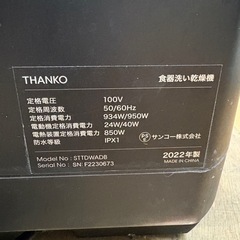 THANKO 食器洗い乾燥機
定格電圧 100V
定格周波数 50/60Hz
定格消費電力 934W/950W
電動機定格消費電力 24W/40W
電熱装置定格消費電力 850W
防水等級 IPX1
PS E サンコー株式会社
Model No. : STTDWADB
Serial No. : SN: F2230673
2022年製
MADE IN CHINA